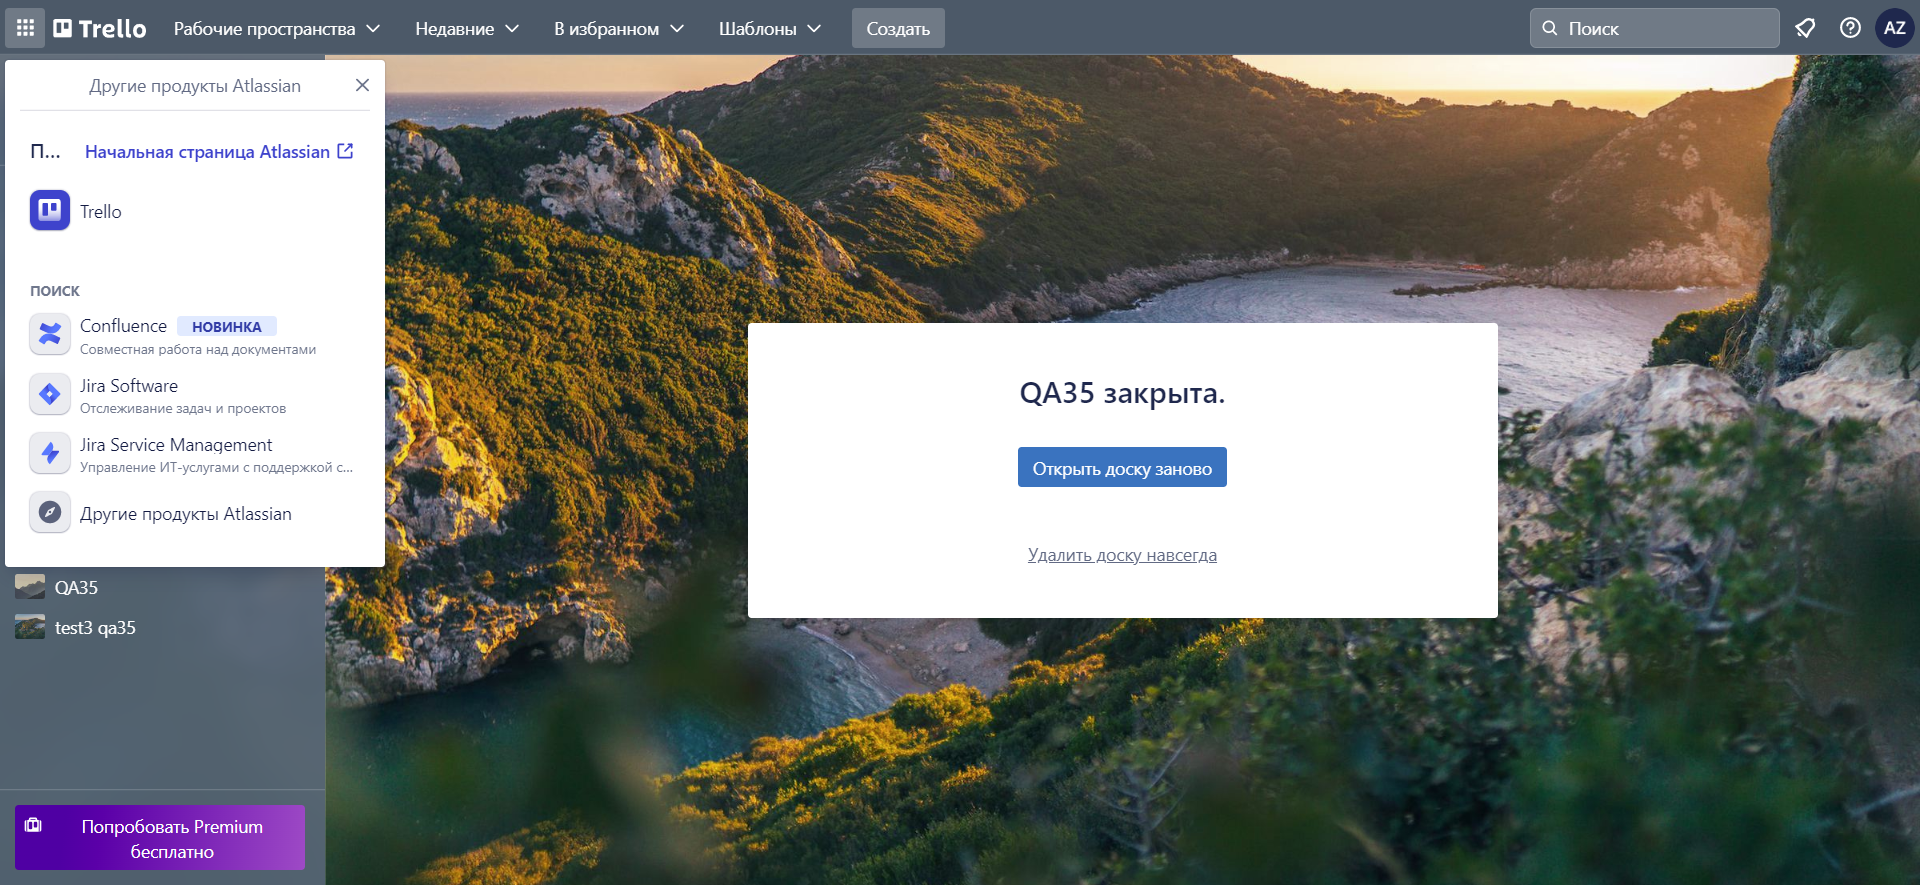 Trello
Рабочие пространства
Недавние
В избранном
Шаблоны
Создать
Поиск
AZ
Другие продукты Atlassian
П...
Начальная страница Atlassian
Trello
ПОИСК
Confluence НОВИНКА
Совместная работа над документами
Jira Software
Отслеживание задач и проектов
Jira Service Management
Управление ИТ-услугами с поддержкой с...
Другие продукты Atlassian
QA35
test3 qa35
Попробовать Premium
бесплатно
QA35 закрыта.
Открыть доску заново
Удалить доску навсегда